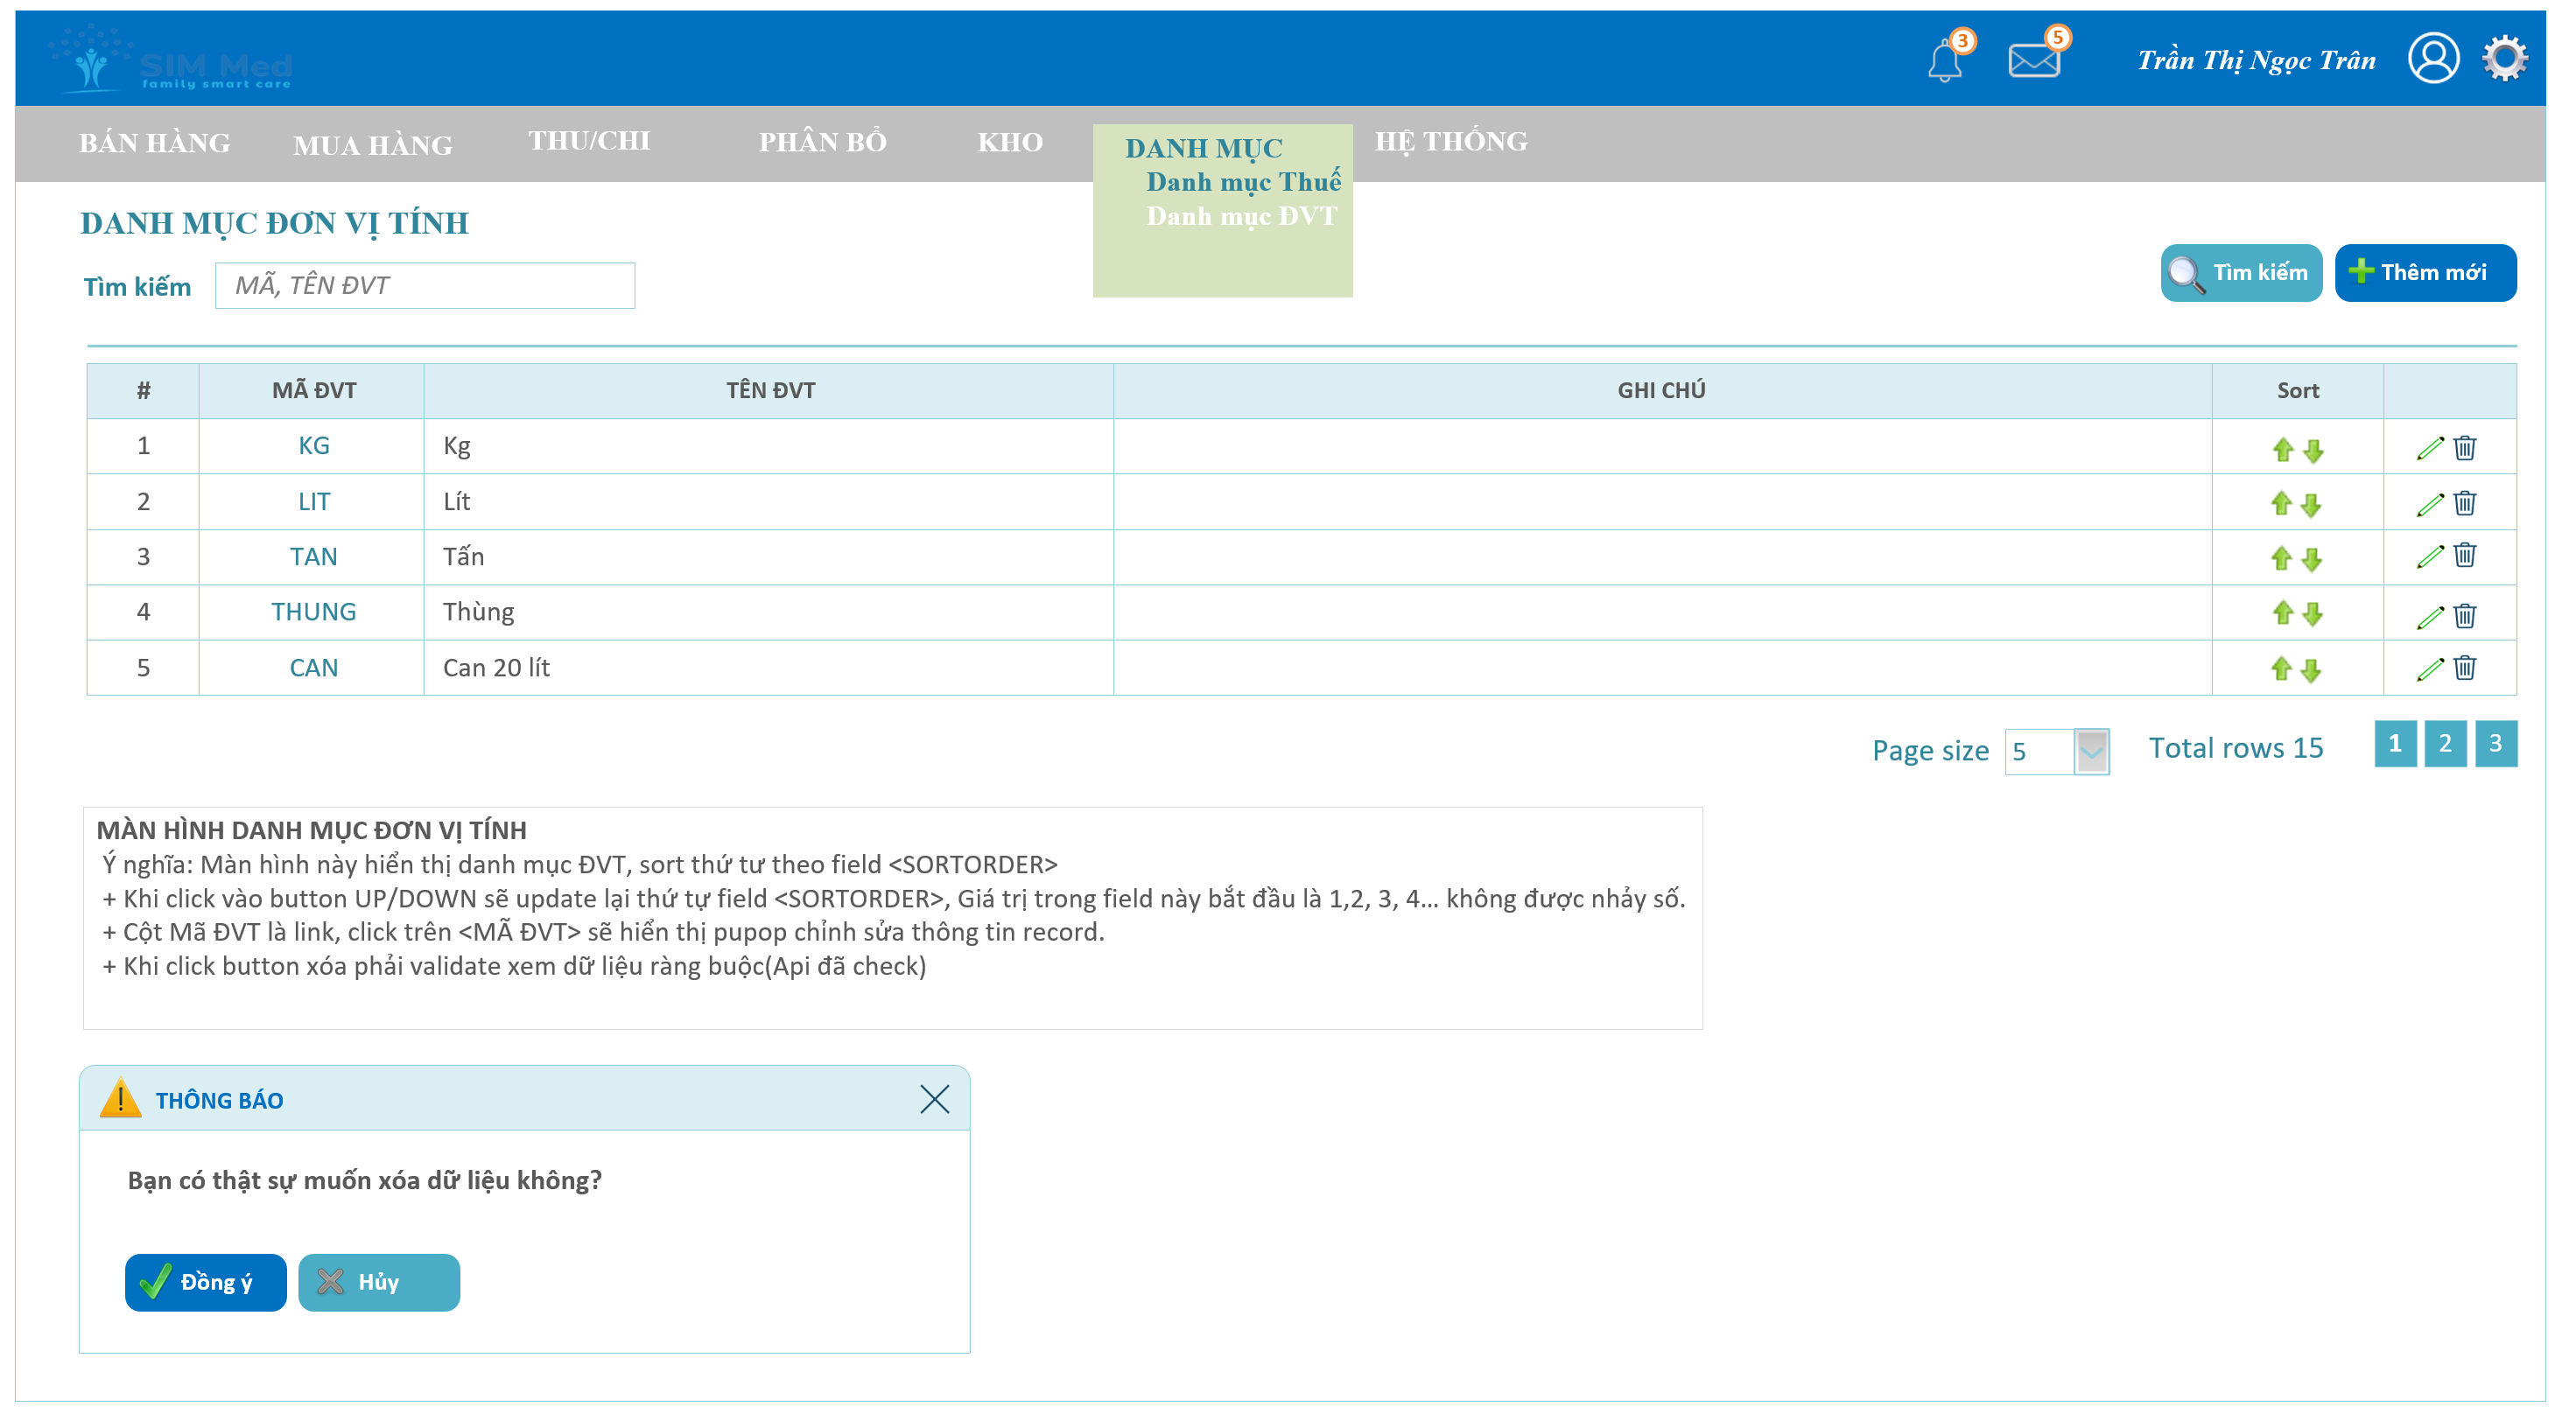 SIM Med
family smart care
3
5
Trần Thị Ngọc Trân
BÁN HÀNG
MUA HÀNG
THU/CHI
PHÂN BỔ
KHO
DANH MỤC
HỆ THỐNG
Danh mục Thuế
Danh mục ĐVT
DANH MỤC ĐƠN VỊ TÍNH
Tìm kiếm
MÃ, TÊN ĐVT
Tìm kiếm
Thêm mới
# MÃ ĐVT TÊN ĐVT GHI CHÚ Sort
1 KG Kg
2 LIT Lít
3 TAN Tấn
4 THUNG Thùng
5 CAN Can 20 lít
Page size 5 Total rows 15 1 2 3
MÀN HÌNH DANH MỤC ĐƠN VỊ TÍNH
Ý nghĩa: Màn hình này hiển thị danh mục ĐVT, sort thứ tư theo field <SORTORDER>
+ Khi click vào button UP/DOWN sẽ update lại thứ tự field <SORTORDER>, Giá trị trong field này bắt đầu là 1,2, 3, 4... không được nhảy số.
+ Cột Mã ĐVT là link, click trên <MÃ ĐVT> sẽ hiển thị pupop chỉnh sửa thông tin record.
+ Khi click button xóa phải validate xem dữ liệu ràng buộc(Api đã check)
THÔNG BÁO
Bạn có thật sự muốn xóa dữ liệu không?
Đồng ý
Hủy